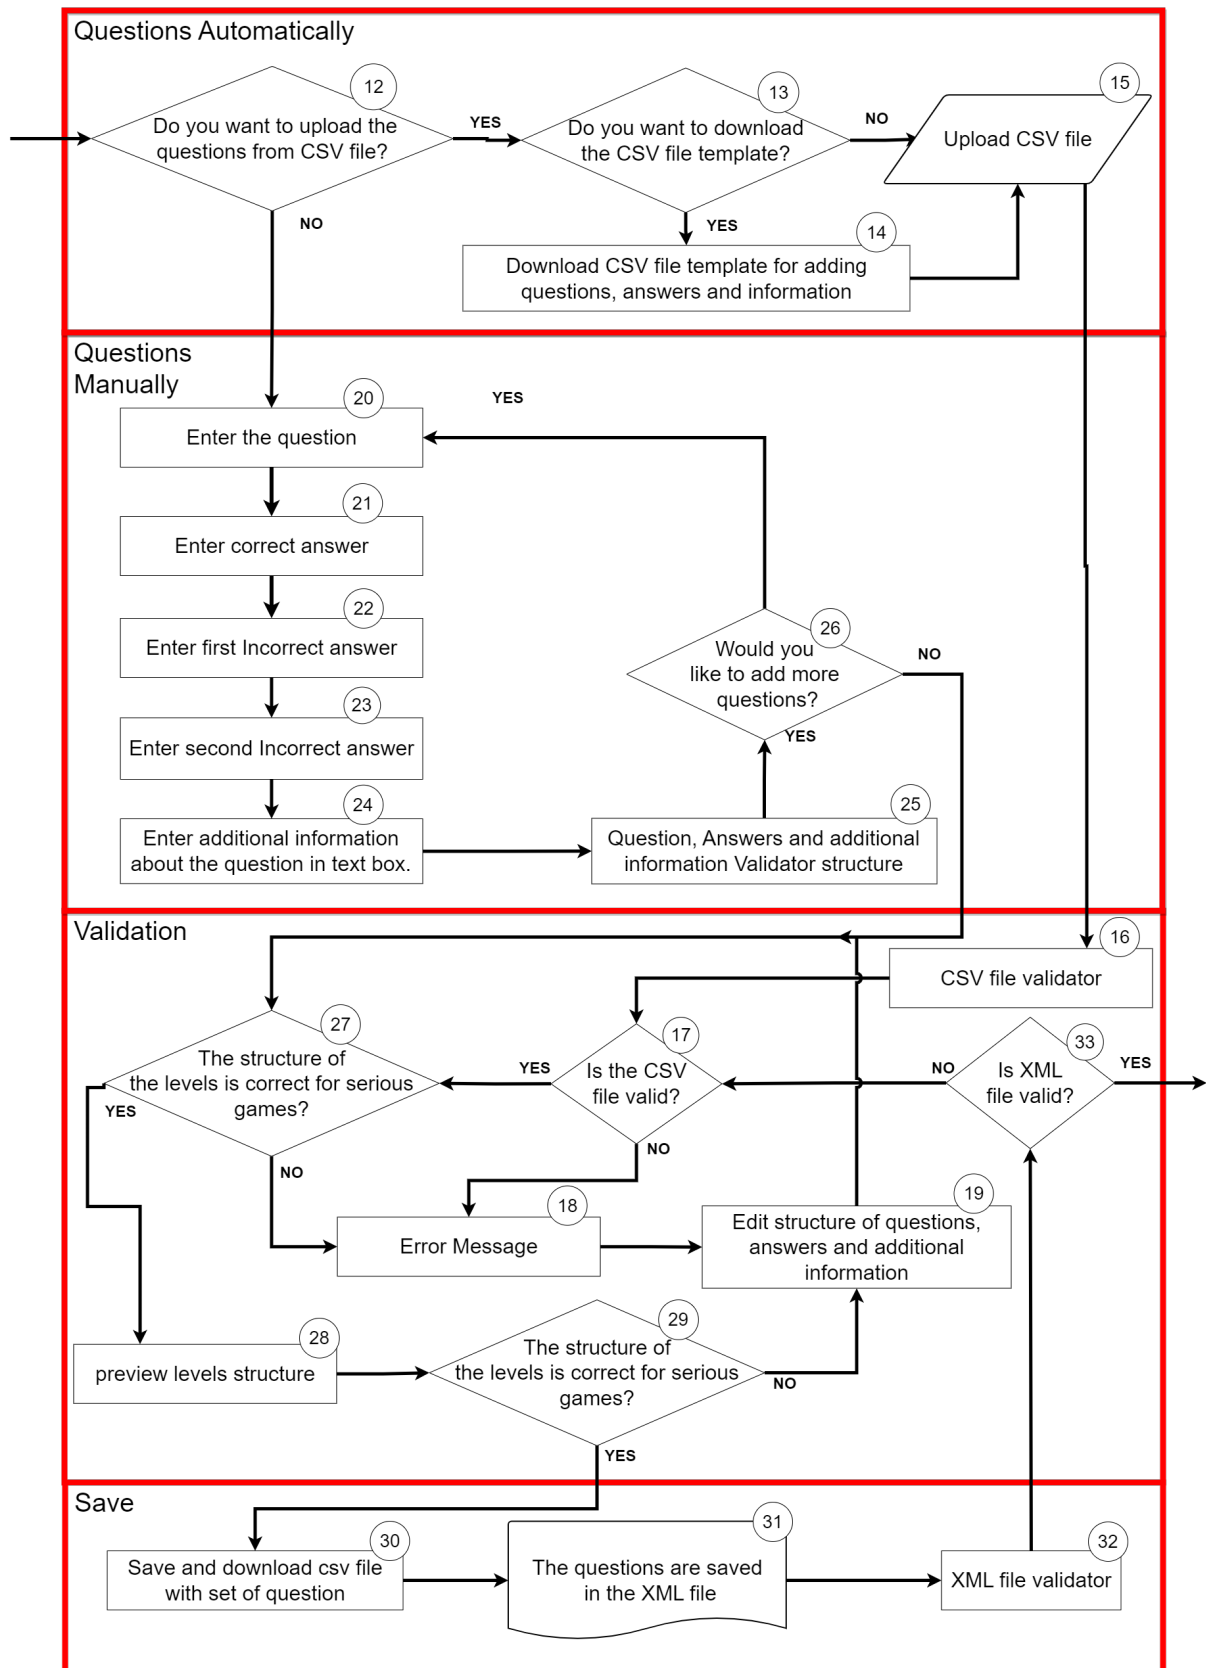 Questions Automatically
12
Do you want to upload the
questions from CSV file?
YES
13
Do you want to download
the CSV file template?
NO
15
Upload CSV file
NO
YES
14
Download CSV file template for adding
questions, answers and information
Questions
Manually
20
Enter the question
YES
21
Enter correct answer
22
Enter first Incorrect answer
23
Enter second Incorrect answer
24
Enter additional information
about the question in text box.
26
Would you
like to add more
questions?
NO
YES
25
Question, Answers and additional
information Validator structure
Validation
16
CSV file validator
27
The structure of
the levels is correct for serious
games?
YES
NO
YES
17
Is the CSV
file valid?
NO
NO
33
Is XML
file valid?
YES
18
Error Message
19
Edit structure of questions,
answers and additional
information
28
preview levels structure
29
The structure of
the levels is correct for serious
games?
NO
YES
Save
30
Save and download csv file
with set of question
31
The questions are saved
in the XML file
32
XML file validator